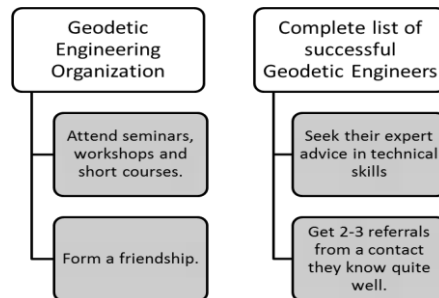 Geodetic
Engineering
Organization
Attend seminars,
workshops and
short courses.
Form a friendship.
Complete list of
successful
Geodetic Engineers
Seek their expert
advice in technical
skills
Get 2-3 referrals
from a contact
they know quite
well.